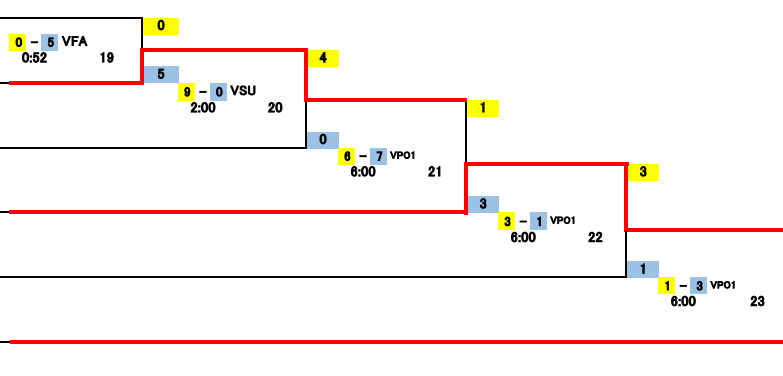 0
0 – 5 VFA
0:52 19
4
5
9 – 0 VSU
2:00 20
1
0
6 – 7 VPO1
6:00 21
3
3
3 – 1 VPO1
6:00 22
1
1 – 3 VPO1
6:00 23